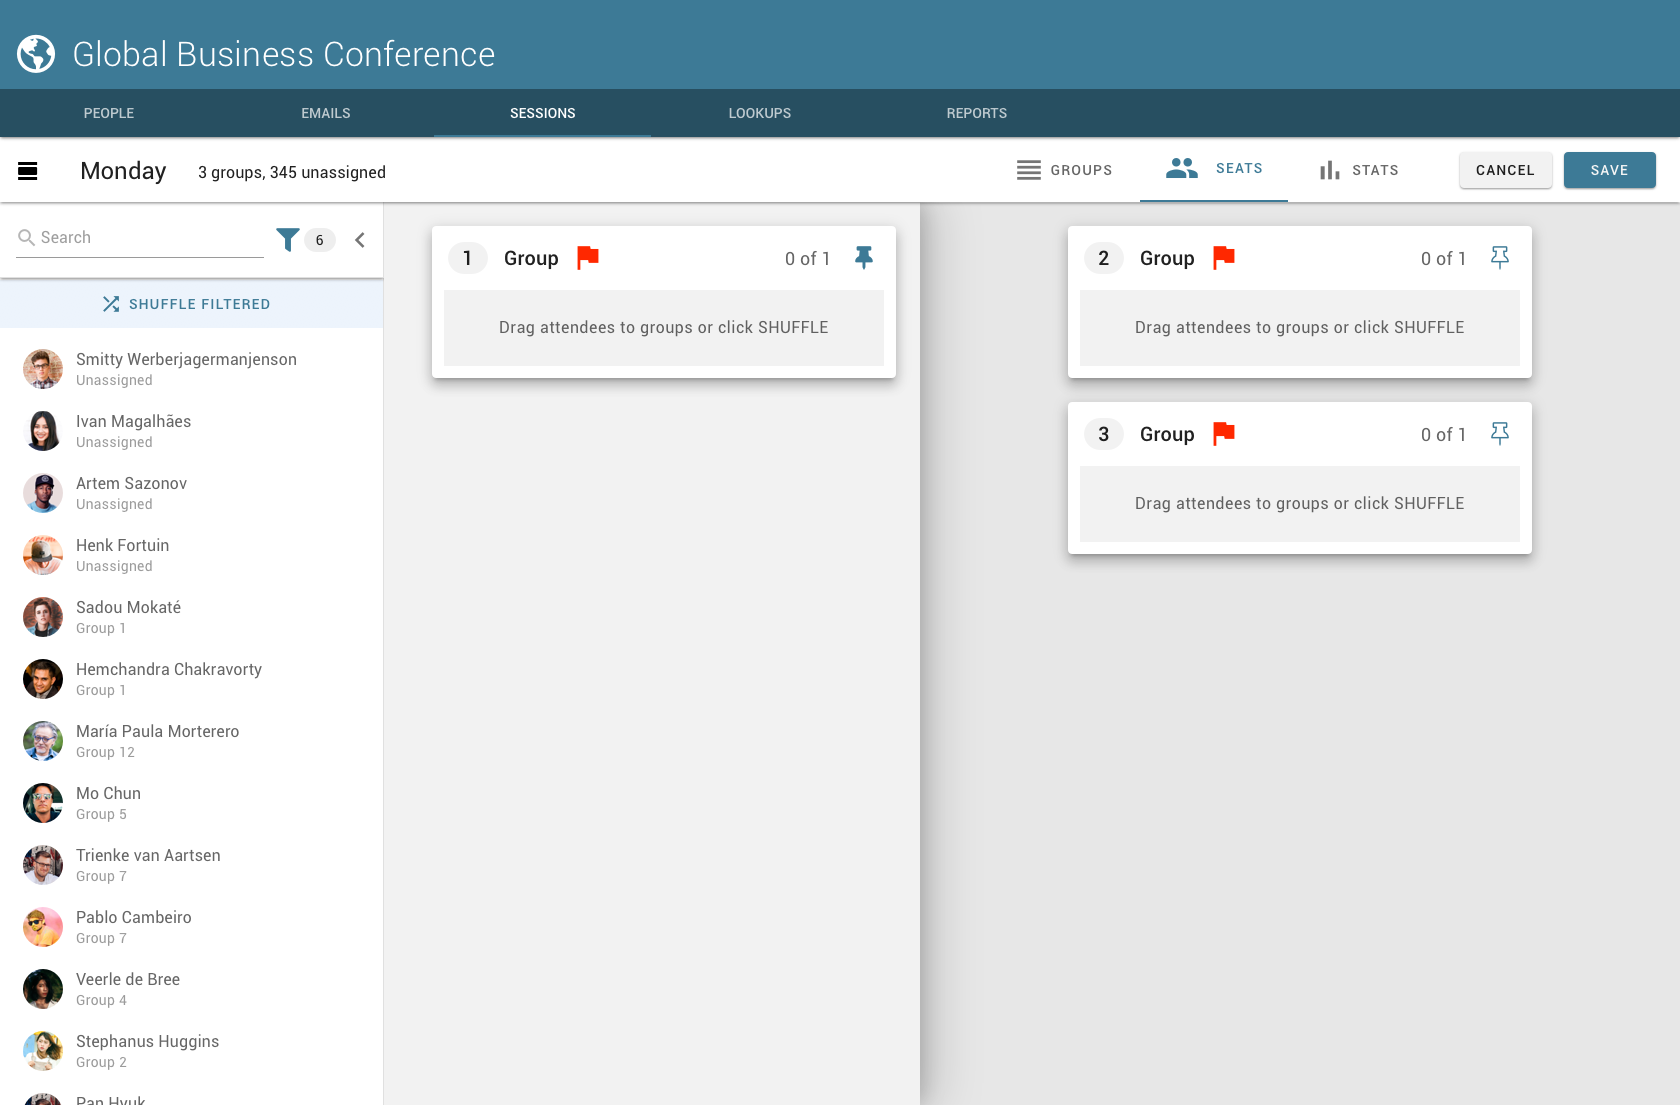 Global Business Conference
PEOPLE
EMAILS
SESSIONS
LOOKUPS
REPORTS
Monday
3 groups, 345 unassigned
GROUPS
SEATS
STATS
CANCEL
SAVE
Search
6
SHUFFLE FILTERED
Smitty Werberjagermanjenson
Unassigned
Ivan Magalhães
Unassigned
Artem Sazonov
Unassigned
Henk Fortuin
Unassigned
Sadou Mokaté
Group 1
Hemchandra Chakravorty
Group 1
María Paula Morterero
Group 12
Mo Chun
Group 5
Trienke van Aartsen
Group 7
Pablo Cambeiro
Group 7
Veerle de Bree
Group 4
Stephanus Huggins
Group 2
Pan Hyuk
1 Group 0 of 1
Drag attendees to groups or click SHUFFLE
2 Group 0 of 1
Drag attendees to groups or click SHUFFLE
3 Group 0 of 1
Drag attendees to groups or click SHUFFLE